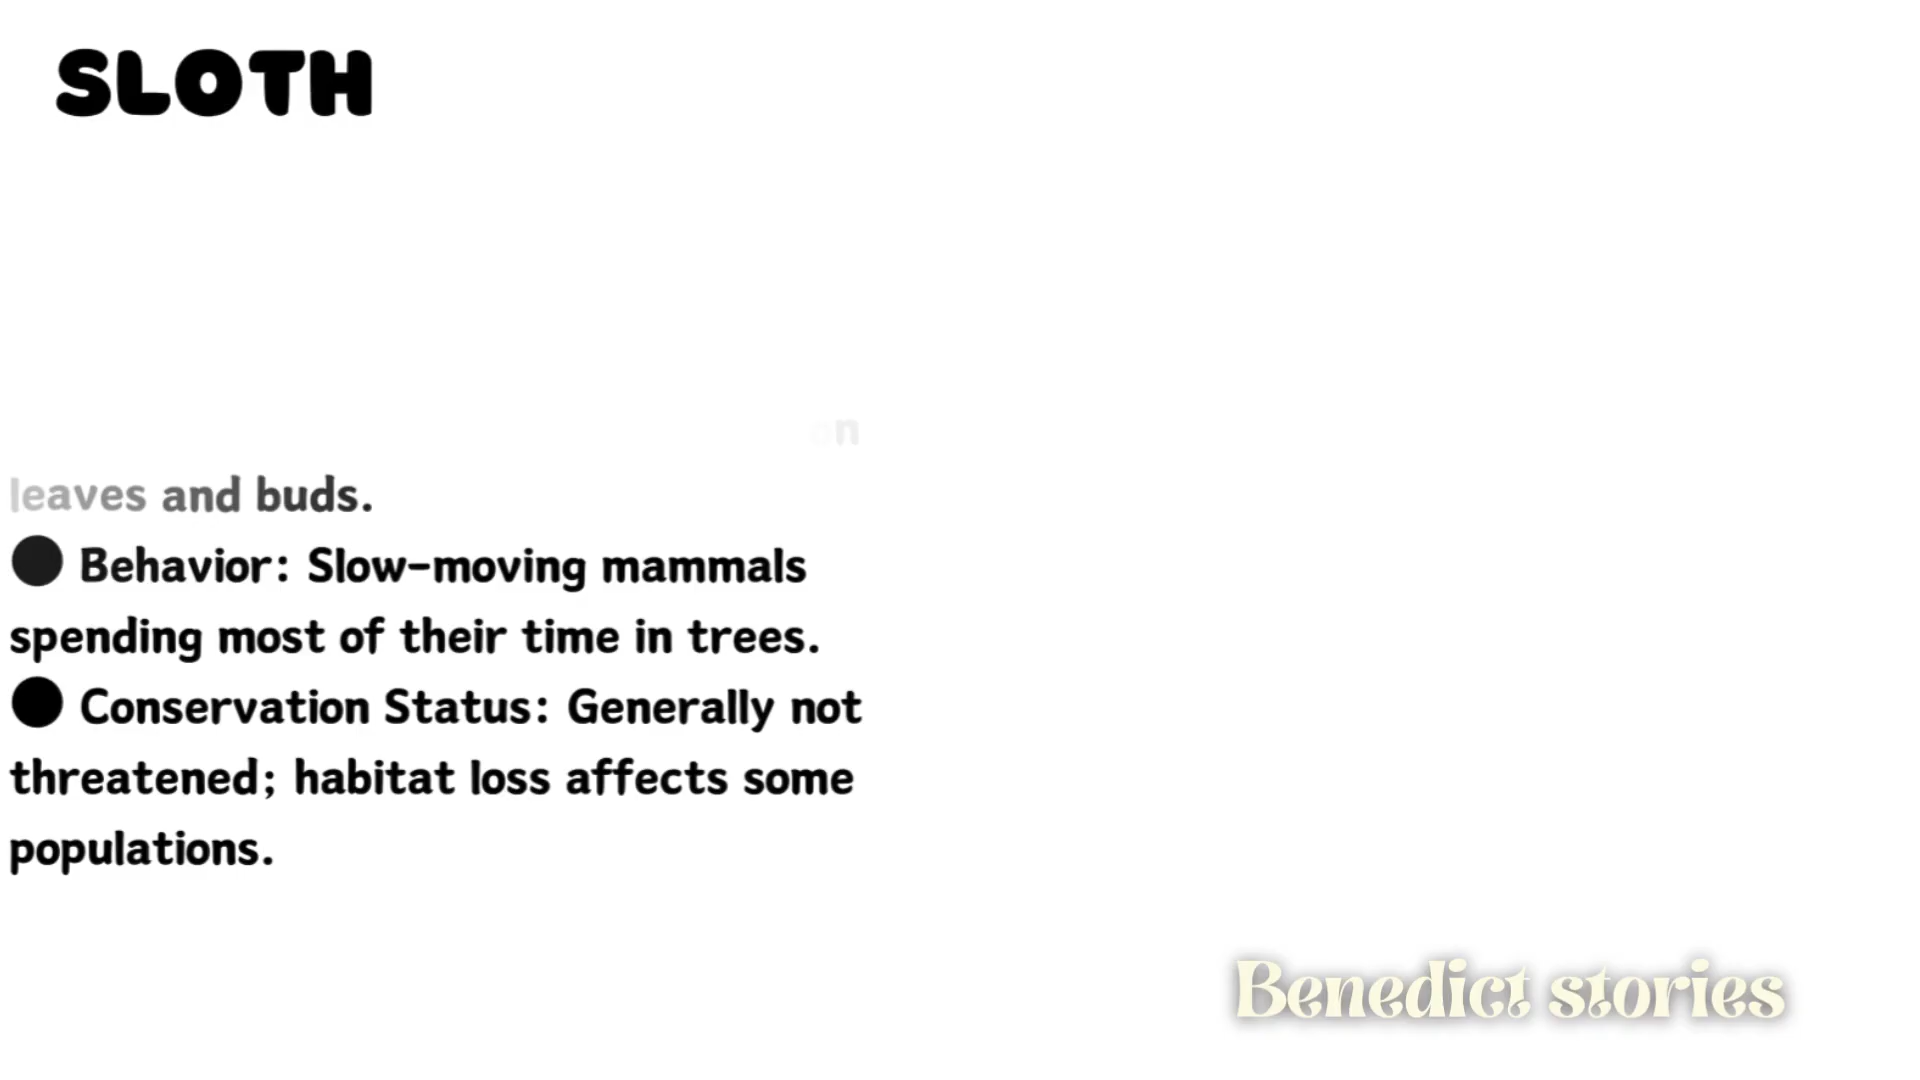 SLOTH
on
leaves and buds.
● Behavior: Slow-moving mammals
spending most of their time in trees.
● Conservation Status: Generally not
threatened; habitat loss affects some
populations.
Benedict stories